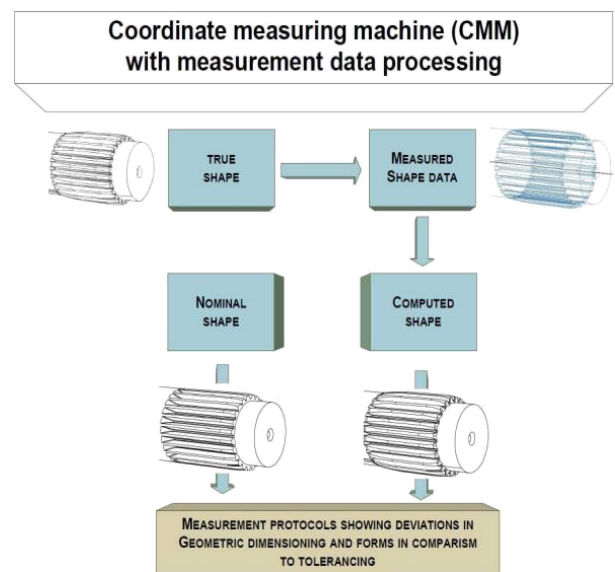 Coordinate measuring machine (CMM)
with measurement data processing
TRUE
SHAPE
MEASURED
SHAPE DATA
NOMINAL
SHAPE
COMPUTED
SHAPE
MEASUREMENT PROTOCOLS SHOWING DEVIATIONS IN
GEOMETRIC DIMENSIONING AND FORMS IN COMPARISM
TO TOLERANCING